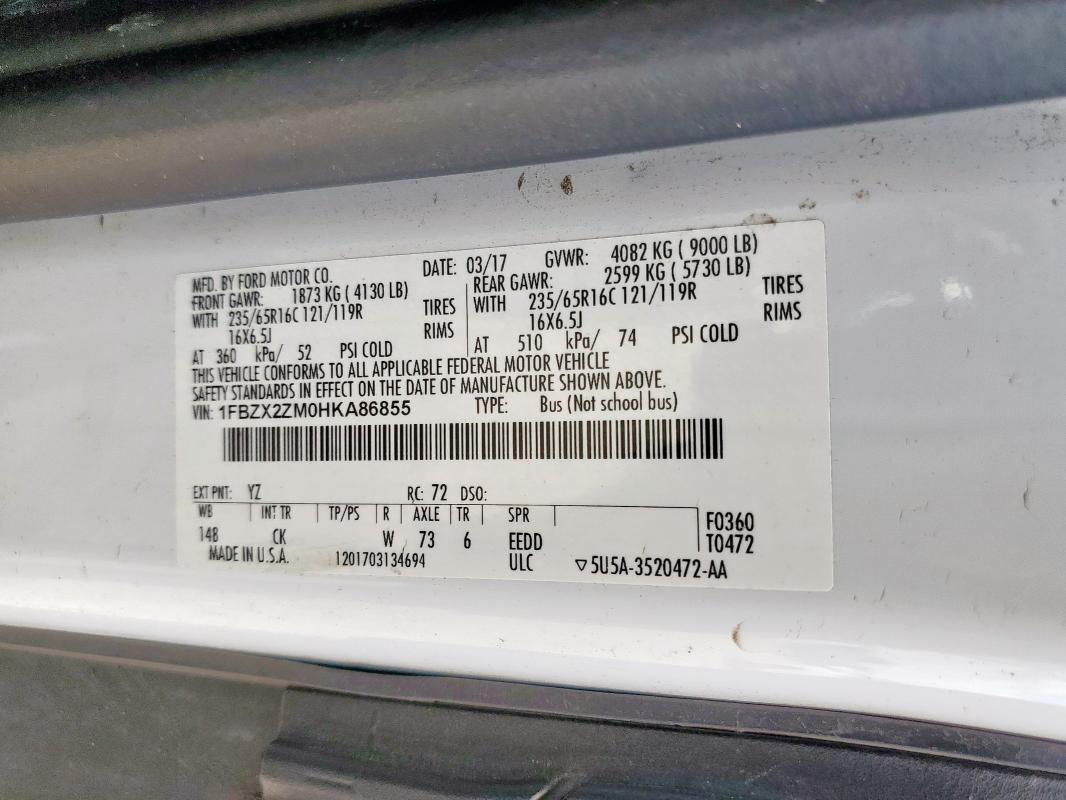 MFD. BY FORD MOTOR CO. DATE: 03/17 GVWR: 4082 KG ( 9000 LB)
FRONT GAWR: 1873 KG ( 4130 LB) REAR GAWR: 2599 KG ( 5730 LB)
WITH 235/65R16C 121/119R TIRES WITH 235/65R16C 121/119R TIRES
16X6.5J RIMS 16X6.5J RIMS
AT 360 kPa/ 52 PSI COLD AT 510 kPa/ 74 PSI COLD
THIS VEHICLE CONFORMS TO ALL APPLICABLE FEDERAL MOTOR VEHICLE
SAFETY STANDARDS IN EFFECT ON THE DATE OF MANUFACTURE SHOWN ABOVE.
VIN: 1FBZX2ZM0HKA86855 TYPE: Bus (Not school bus)
EXT PNT: YZ RC: 72 DSO:
WB INT TR TP/PS R AXLE TR SPR F0360
148 CK W 73 6 EEDD T0472
MADE IN U.S.A. 1201703134694 ULC ▽5U5A-3520472-AA